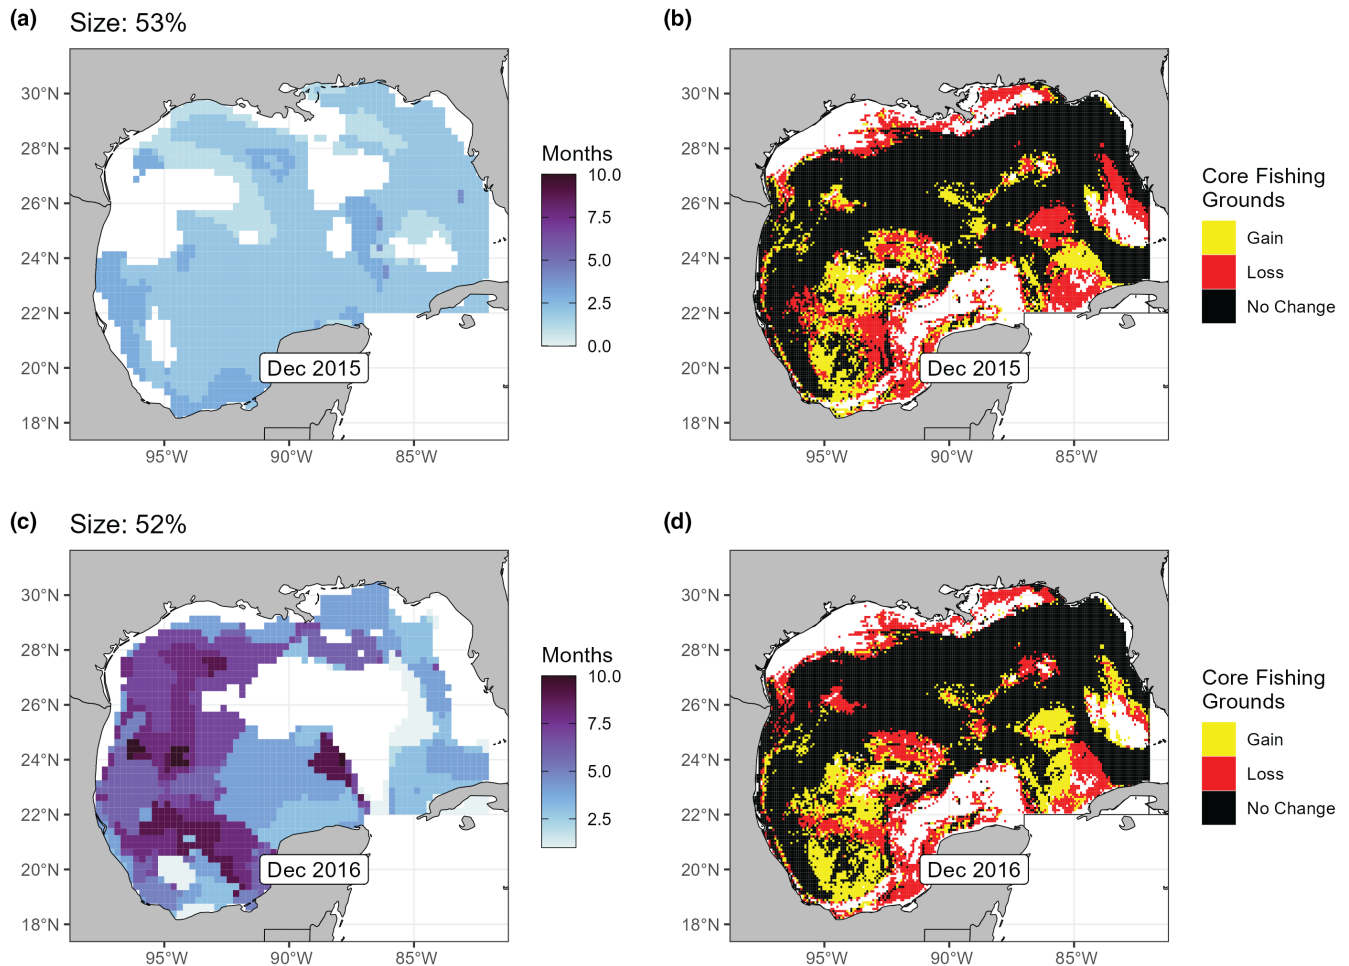 (a)
Size: 53%
30°N
28°N
26°N
24°N
22°N
20°N
18°N
95°W
90°W
85°W
Dec 2015
Months
10.0
7.5
5.0
2.5
0.0
(b)
30°N
28°N
26°N
24°N
22°N
20°N
18°N
95°W
90°W
85°W
Dec 2015
Core Fishing
Grounds
Gain
Loss
No Change
(c)
Size: 52%
30°N
28°N
26°N
24°N
22°N
20°N
18°N
95°W
90°W
85°W
Dec 2016
Months
10.0
7.5
5.0
2.5
(d)
30°N
28°N
26°N
24°N
22°N
20°N
18°N
95°W
90°W
85°W
Dec 2016
Core Fishing
Grounds
Gain
Loss
No Change